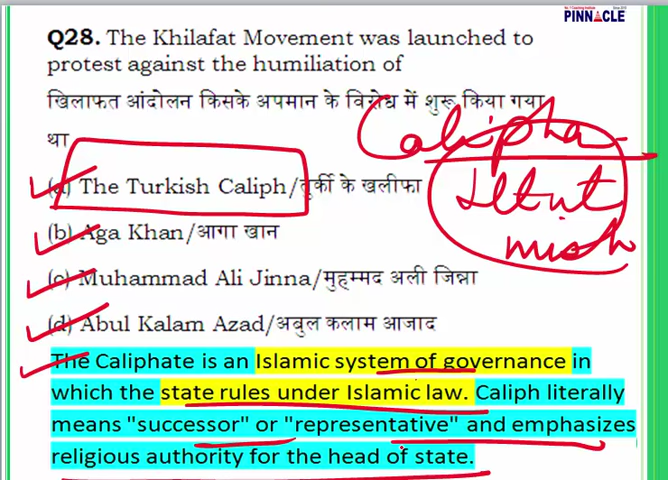 PINNACLE
Q28. The Khilafat Movement was launched to
protest against the humiliation of
खिलाफत आंदोलन किसके अपमान के विरोध में शुरू किया गया
था
(a) The Turkish Caliph/तुर्की के खलीफा
(b) Aga Khan/आगा खान
(c) Muhammad Ali Jinna/मुहम्मद अली जिन्ना
(d) Abul Kalam Azad/अबुल कलाम आजाद
Calipha
The Caliphate is an Islamic system of governance in
which the state rules under Islamic law. Caliph literally
means "successor" or "representative" and emphasizes
religious authority for the head of state.